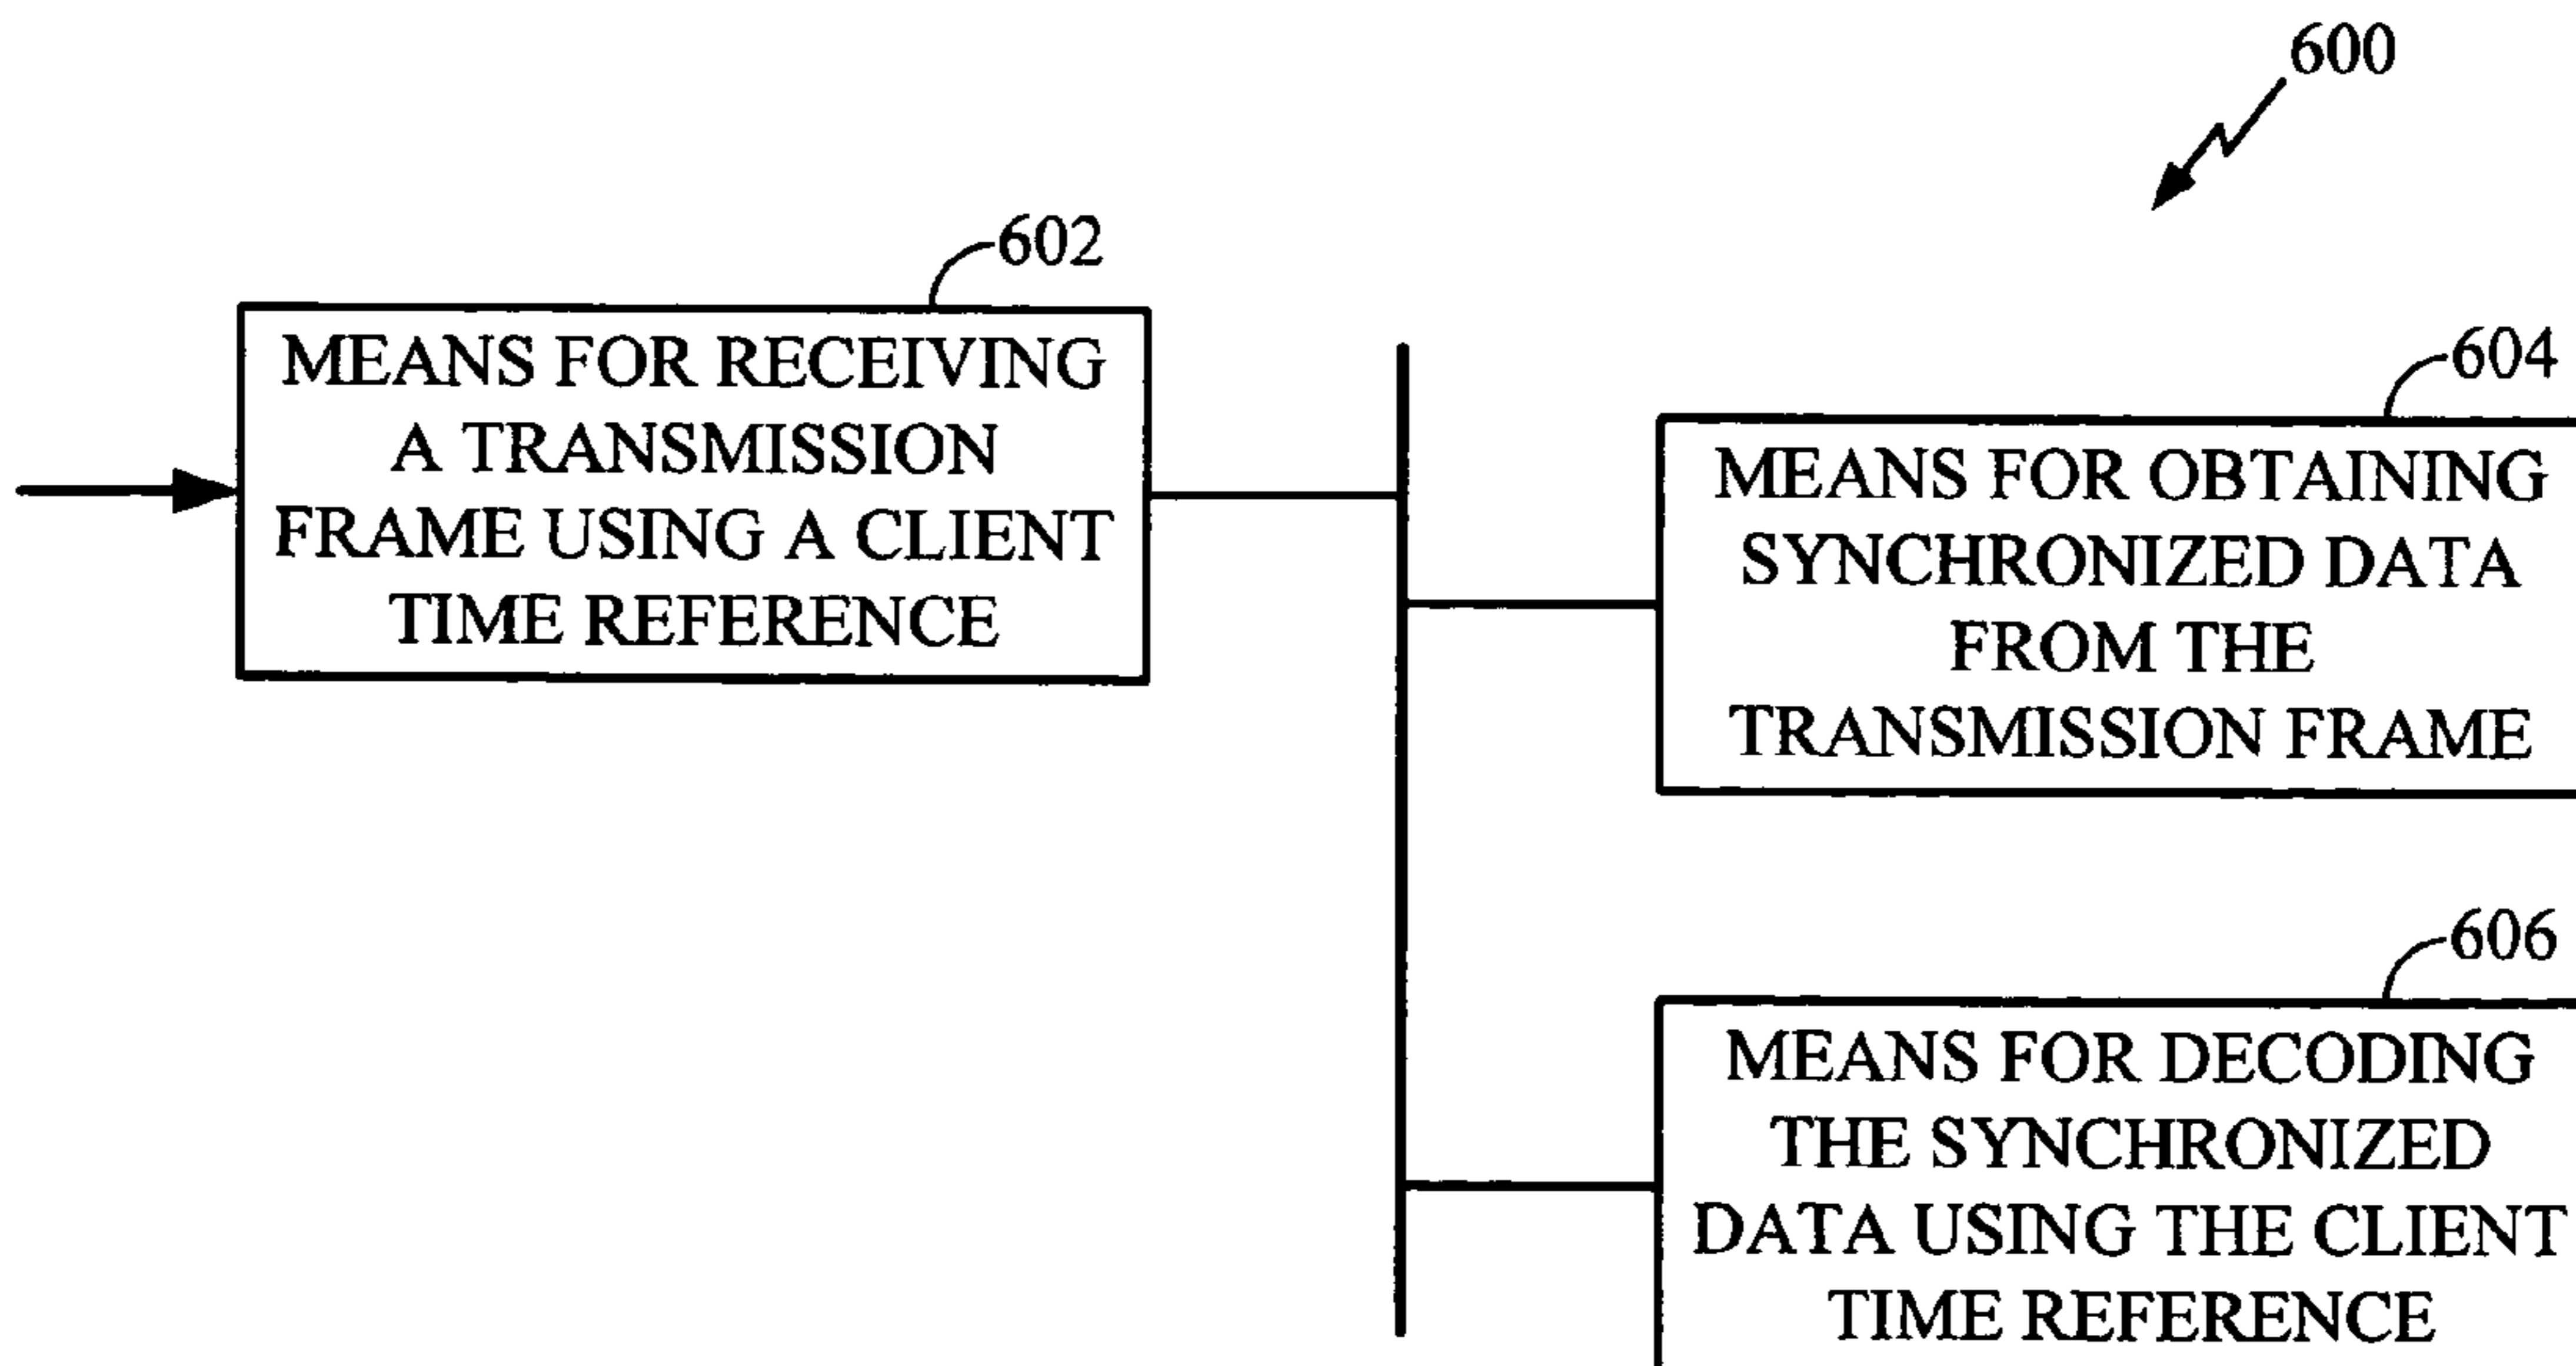 600
602
MEANS FOR RECEIVING
A TRANSMISSION
FRAME USING A CLIENT
TIME REFERENCE
604
MEANS FOR OBTAINING
SYNCHRONIZED DATA
FROM THE
TRANSMISSION FRAME
606
MEANS FOR DECODING
THE SYNCHRONIZED
DATA USING THE CLIENT
TIME REFERENCE